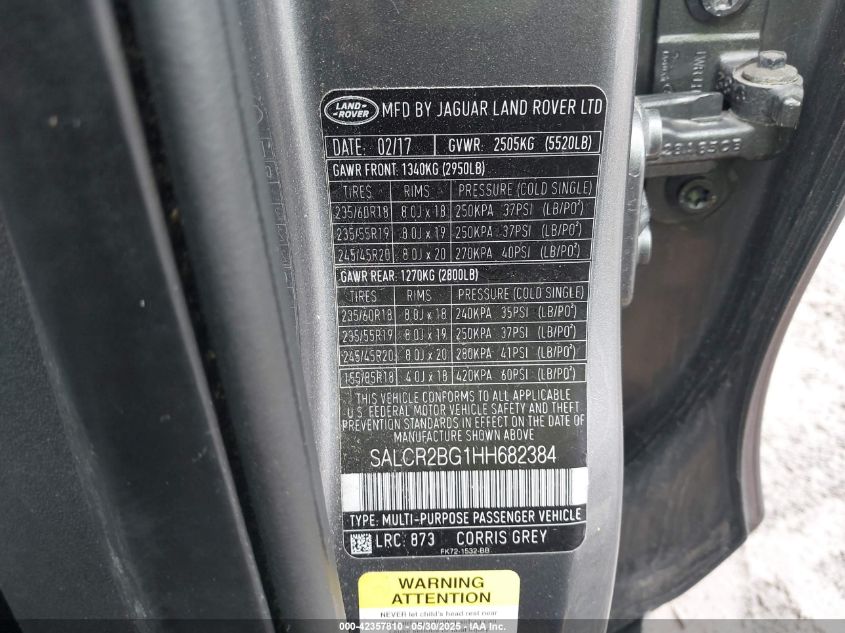 LAND ROVER MFD BY JAGUAR LAND ROVER LTD
DATE: 02/17 GVWR: 2505KG (5520LB)
GAWR FRONT: 1340KG (2950LB)
TIRES RIMS PRESSURE (COLD SINGLE)
235/60R18 8.0J x 18 250KPA 37PSI (LB/PO²)
235/55R19 8.0J x 19 250KPA 37PSI (LB/PO²)
245/45R20 8.0J x 20 270KPA 40PSI (LB/PO²)
GAWR REAR: 1270KG (2800LB)
TIRES RIMS PRESSURE (COLD SINGLE)
235/60R18 8.0J x 18 240KPA 35PSI (LB/PO²)
235/55R19 8.0J x 19 250KPA 37PSI (LB/PO²)
245/45R20 8.0J x 20 280KPA 41PSI (LB/PO²)
155/85R18 4.0J x 18 420KPA 60PSI (LB/PO²)
THIS VEHICLE CONFORMS TO ALL APPLICABLE
U.S. FEDERAL MOTOR VEHICLE SAFETY AND THEFT
PREVENTION STANDARDS IN EFFECT ON THE DATE OF
MANUFACTURE SHOWN ABOVE
SALCR2BG1HH682384
TYPE: MULTI-PURPOSE PASSENGER VEHICLE
LRC: 873 CORRIS GREY
FK72-1532-BB
WARNING
ATTENTION
NEVER let child's head rest near
000-42357810 - 05/30/2025 - IAAI, Inc.